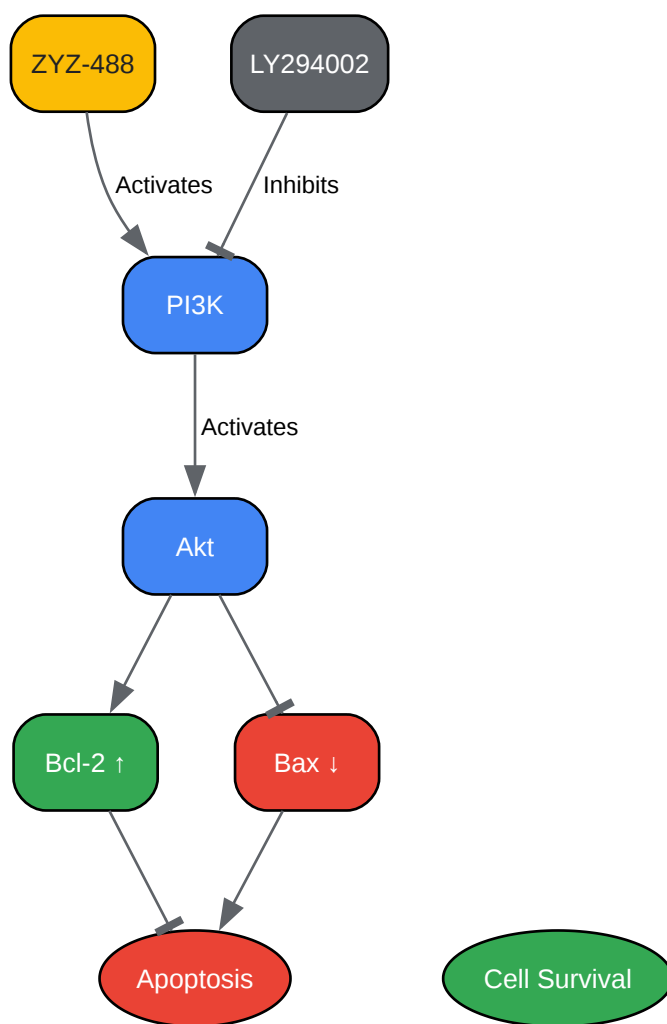 ZYZ-488
LY294002
Activates
Inhibits
PI3K
Activates
Akt
Bcl-2 ↑
Bax ↓
Apoptosis
Cell Survival